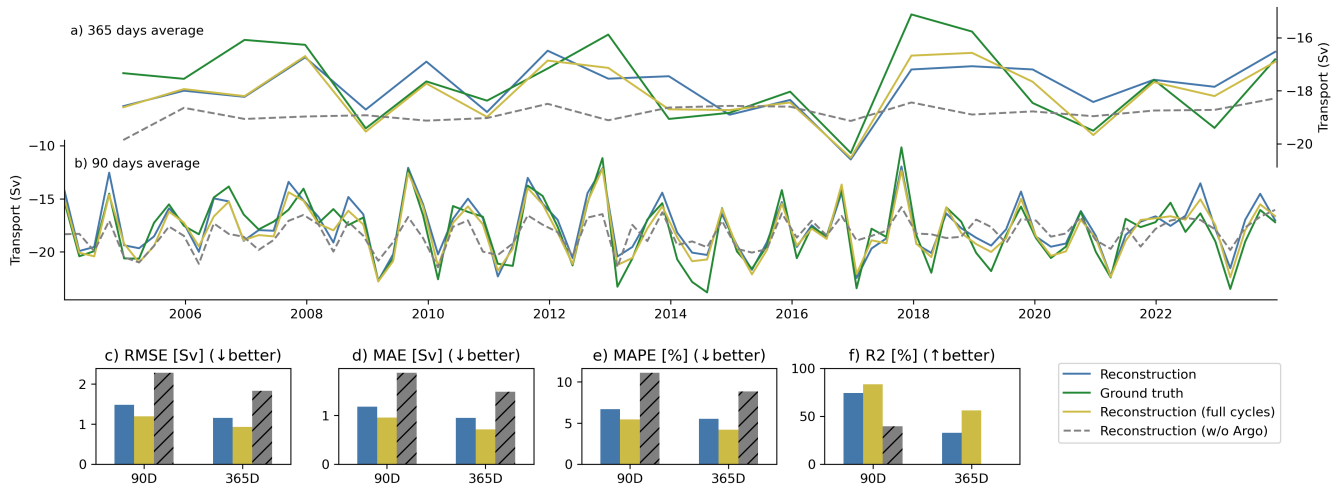 a) 365 days average
−16
−18
−20
Transport (Sv)
b) 90 days average
−10
−15
−20
Transport (Sv)
2006 2008 2010 2012 2014 2016 2018 2020 2022
c) RMSE [Sv] (↓better)
2
1
0
90D 365D
d) MAE [Sv] (↓better)
1
0
90D 365D
e) MAPE [%] (↓better)
10
5
0
90D 365D
f) R2 [%] (↑better)
100
50
0
90D 365D
Reconstruction
Ground truth
Reconstruction (full cycles)
Reconstruction (w/o Argo)